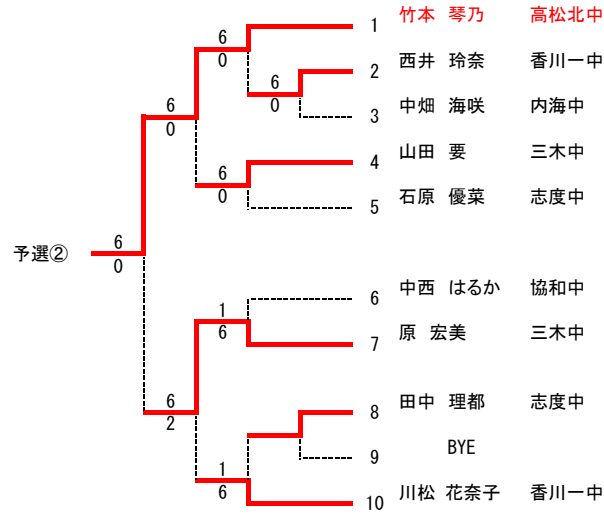 1 竹本 琴乃 高松北中
6
0
2 西井 玲奈 香川一中
6
0
3 中畑 海咲 内海中
6
0
4 山田 要 三木中
6
0
5 石原 優菜 志度中
予選② 6
0
6 中西 はるか 協和中
1
6
7 原 宏美 三木中
8 田中 理都 志度中
6
2
9 BYE
1
6
10 川松 花奈子 香川一中